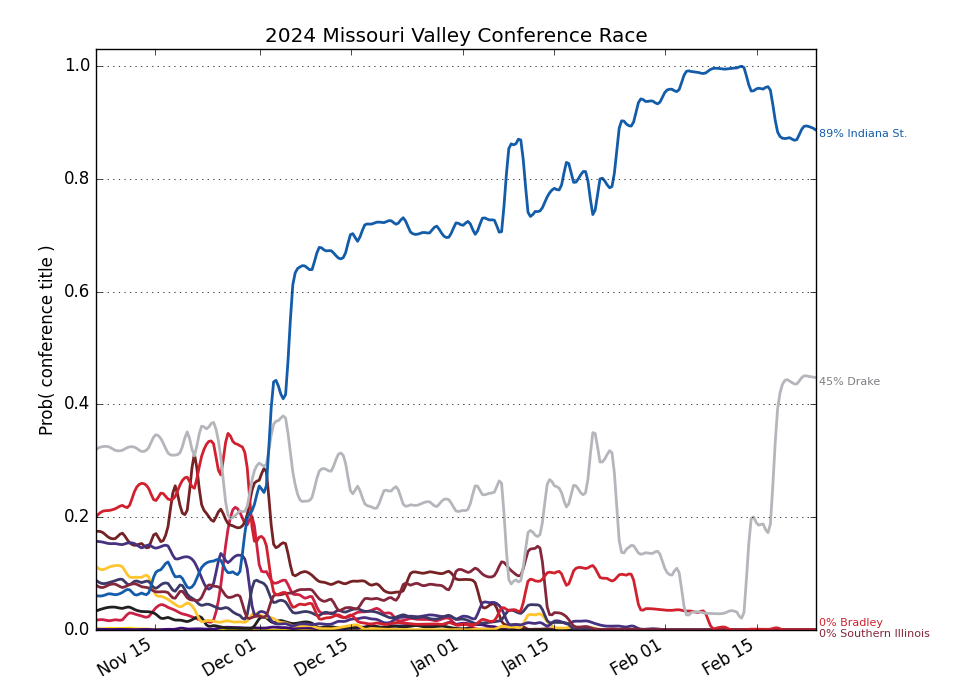 2024 Missouri Valley Conference Race
Prob( conference title )
1.0
0.8
0.6
0.4
0.2
0.0
Nov 15
Dec 01
Dec 15
Jan 01
Jan 15
Feb 01
Feb 15
89% Indiana St.
45% Drake
0% Bradley
0% Southern Illinois